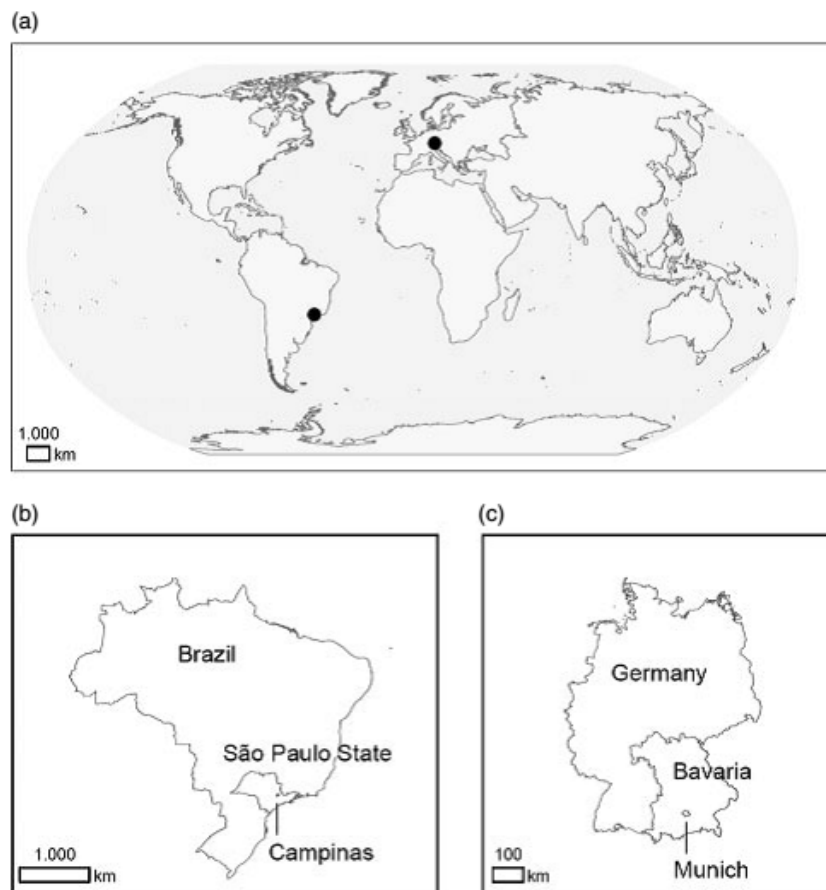 (a)
1.000
km
(b)
Brazil
São Paulo State
Campinas
1.000
km
(c)
Germany
Bavaria
Munich
100
km